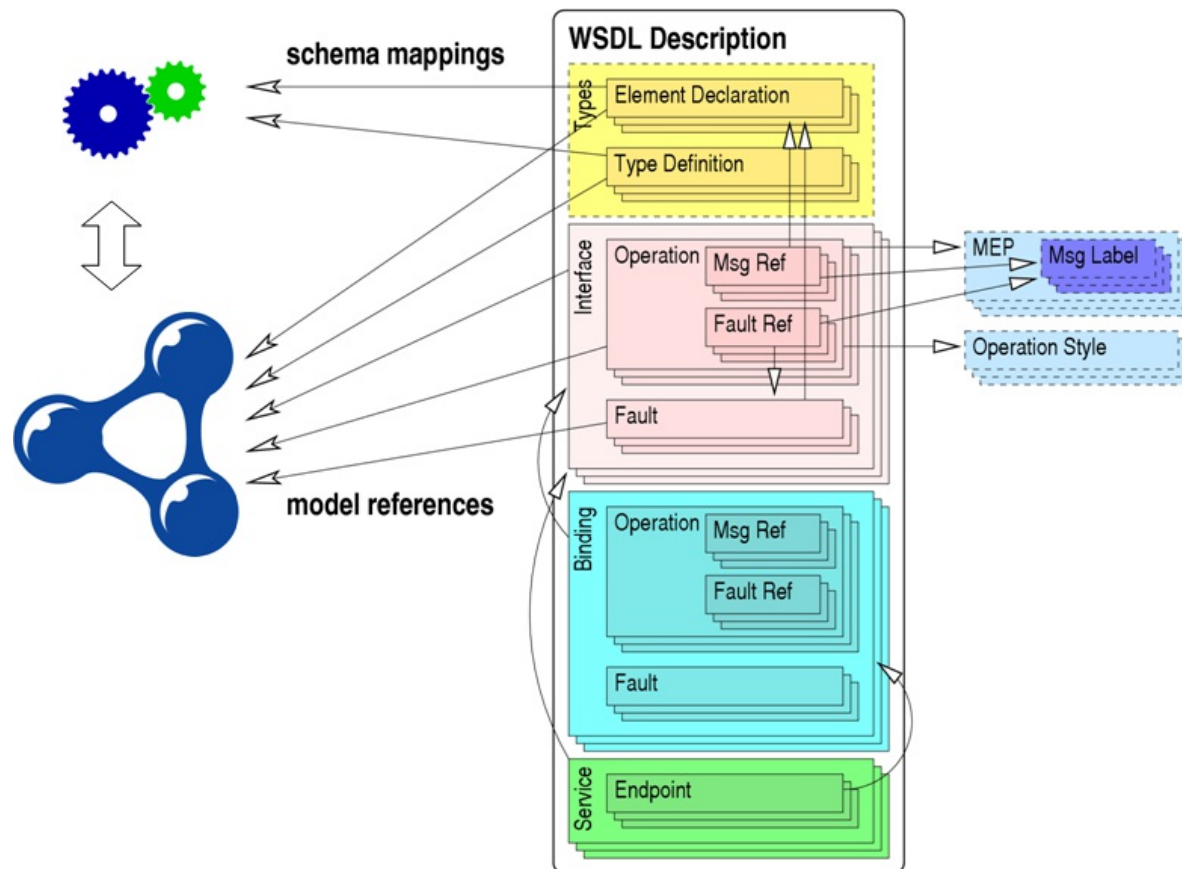 WSDL Description
schema mappings
Types
Element Declaration
Type Definition
Interface
Operation
Msg Ref
Fault Ref
Fault
MEP
Msg Label
Operation Style
model references
Binding
Operation
Msg Ref
Fault Ref
Fault
Service
Endpoint